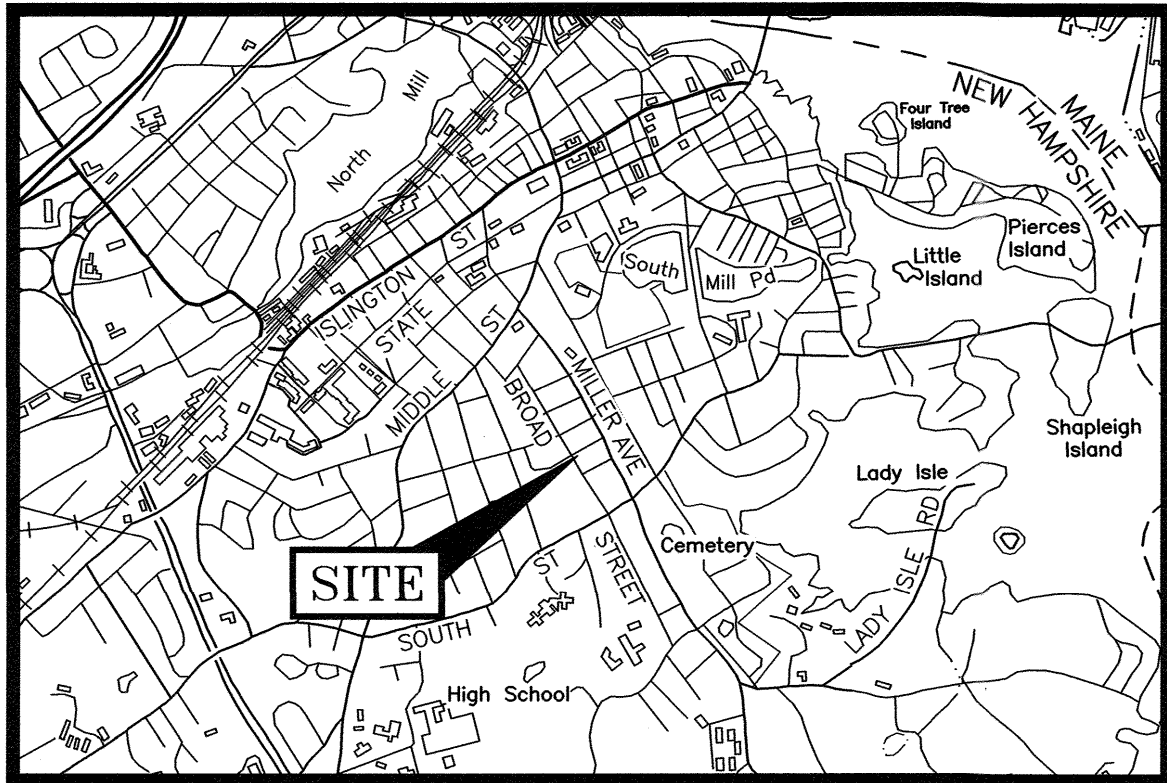 NEW HAMPSHIRE
MAINE
Four Tree
Island
North Mill
Pierces
Island
Little
Island
South Mill Pd
ISLINGTON ST
STATE
MIDDLE ST
BROAD STREET
MILLER AVE
Shapleigh
Island
Lady Isle
LADY ISLE RD
Cemetery
SITE
SOUTH ST
High School